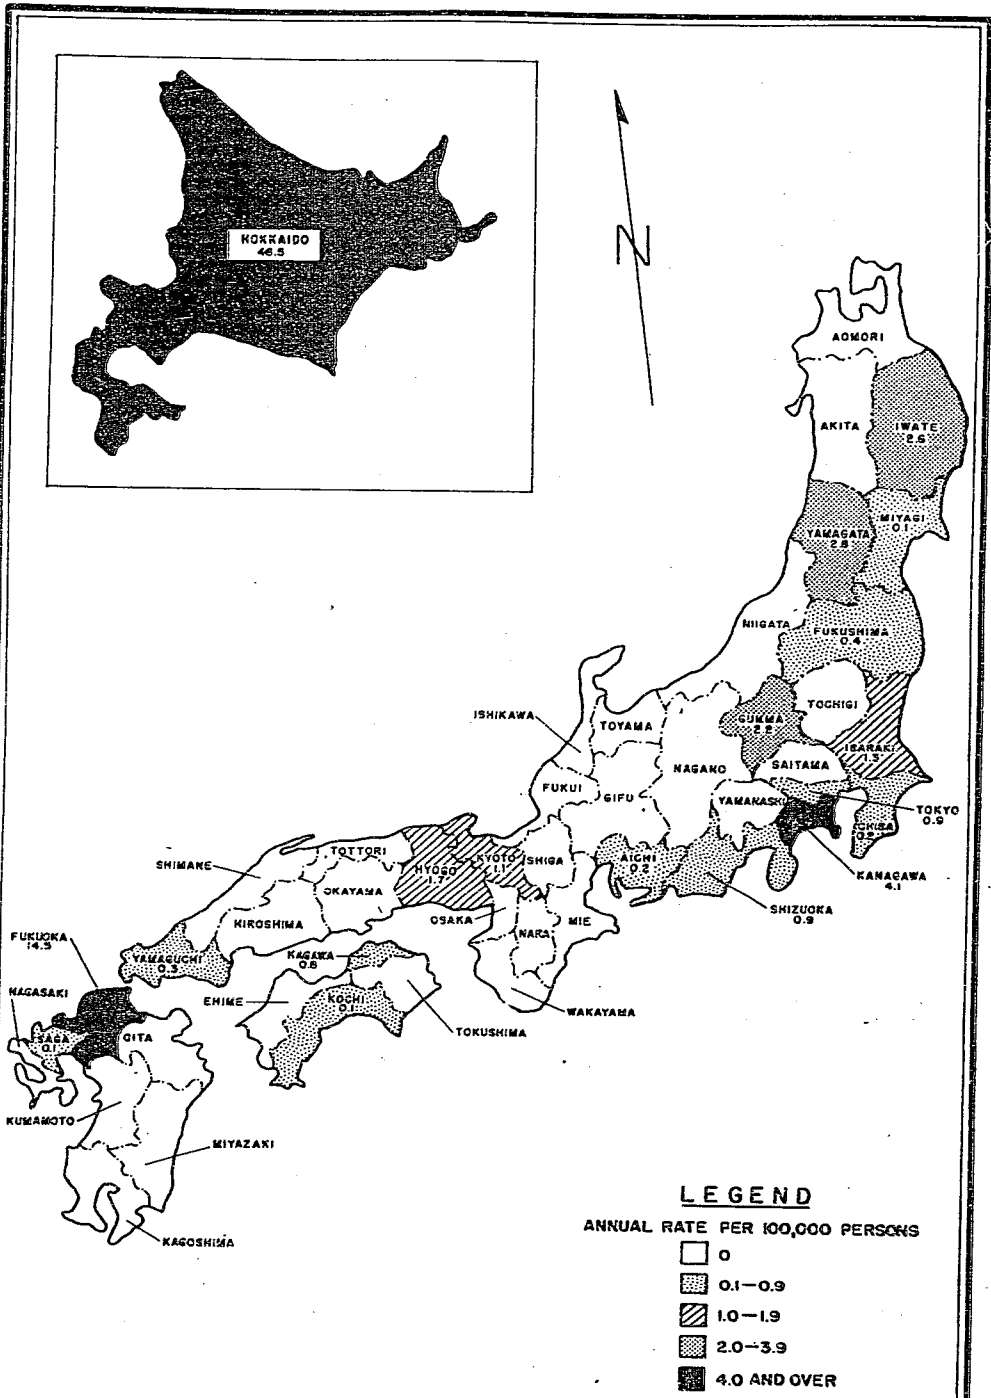 HOKKAIDO
46.5
N
AOMORI
AKITA
IWATE
2.6
MIYAGI
0.1
YAMAGATA
2.8
NIIGATA
FUKUSHIMA
0.4
ISHIKAWA
TOYAMA
GUMMA
2.2
TOCHIGI
IBARAKI
1.3
NAGANO
SAITAMA
FUKUI
GIFU
YAMANASHI
TOKYO
0.9
CHIBA
KANAGAWA
4.1
SHIMANE
TOTTORI
HYOGO
1.7
KYOTO
1.1
SHIGA
AICHI
0.2
SHIZUOKA
0.9
OKAYAMA
HIROSHIMA
OSAKA
NARA
MIE
FUKUOKA
14.5
YAMAGUCHI
0.3
KAGAWA
NAGASAKI
EHIME
KOCHI
0.1
WAKAYAMA
TOKUSHIMA
SAGA
0.1
OITA
KUMAMOTO
MIYAZAKI
KAGOSHIMA
LEGEND
ANNUAL RATE PER 100,000 PERSONS
0
0.1-0.9
1.0-1.9
2.0-3.9
4.0 AND OVER